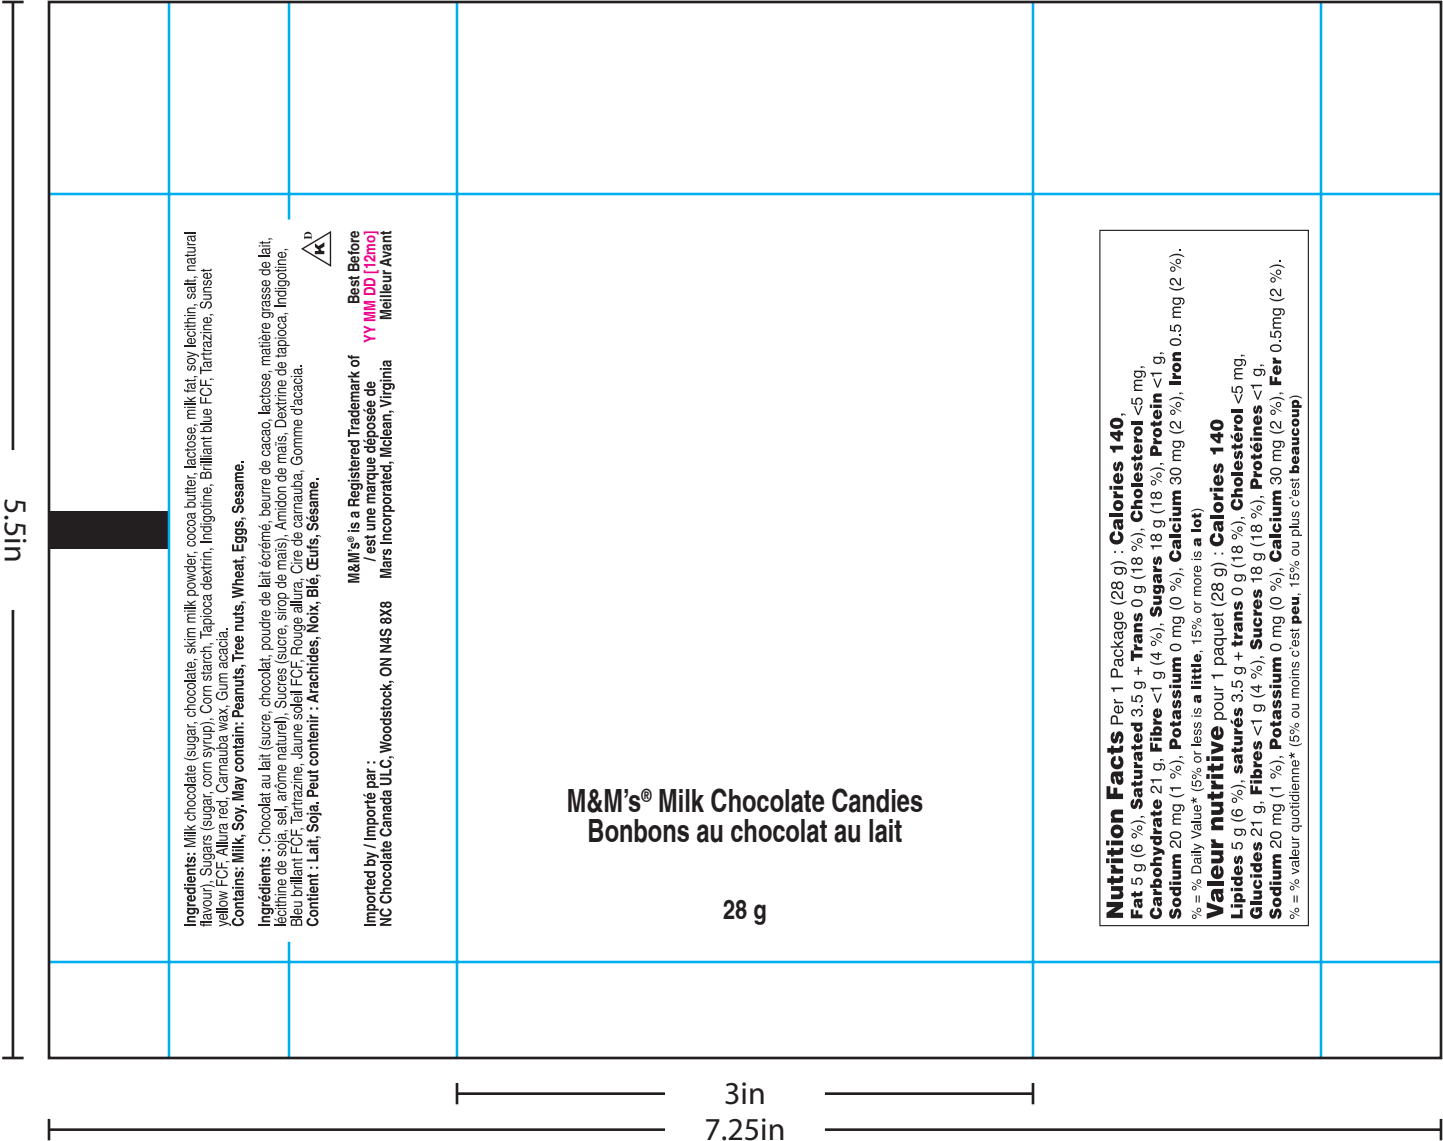 Ingredients: Milk chocolate (sugar, chocolate, skim milk powder, cocoa butter, lactose, milk fat, soy lecithin, salt, natural
flavour), Sugars (sugar, corn syrup), Corn starch, Tapioca dextrin, Indigotine, Brilliant blue FCF, Tartrazine, Sunset
yellow FCF, Allura red, Carnauba wax, Gum acacia.
Contains: Milk, Soy. May contain: Peanuts, Tree nuts, Wheat, Eggs, Sesame.
Ingrédients : Chocolat au lait (sucre, chocolat, poudre de lait écrémé, beurre de cacao, lactose, matière grasse de lait,
lécithine de soja, sel, arôme naturel), Sucres (sucre, sirop de maïs), Amidon de maïs, Dextrine de tapioca, Indigotine,
Bleu brillant FCF, Tartrazine, Jaune soleil FCF, Rouge allura, Cire de carnauba, Gomme d'acacia.
Contient : Lait, Soja. Peut contenir : Arachides, Noix, Blé, Œufs, Sésame.
K D
Imported by / Importé par :
NC Chocolate Canada ULC, Woodstock, ON N4S 8X8
M&M's® is a Registered Trademark of
/ est une marque déposée de
Mars Incorporated, Mclean, Virginia
Best Before
YY MM DD [12mo]
Meilleur Avant
M&M's® Milk Chocolate Candies
Bonbons au chocolat au lait
28 g
Nutrition Facts Per 1 Package (28 g) : Calories 140,
Fat 5 g (6 %), Saturated 3.5 g + Trans 0 g (18 %), Cholesterol <5 mg,
Carbohydrate 21 g, Fibre <1 g (4 %), Sugars 18 g (18 %), Protein <1 g,
Sodium 20 mg (1 %), Potassium 0 mg (0 %), Calcium 30 mg (2 %), Iron 0.5 mg (2 %).
% = % Daily Value* (5% or less is a little, 15% or more is a lot)
Valeur nutritive pour 1 paquet (28 g) : Calories 140
Lipides 5 g (6 %), saturés 3.5 g + trans 0 g (18 %), Cholestérol <5 mg,
Glucides 21 g, Fibres <1 g (4 %), Sucres 18 g (18 %), Protéines <1 g,
Sodium 20 mg (1 %), Potassium 0 mg (0 %), Calcium 30 mg (2 %), Fer 0.5mg (2 %).
% = % valeur quotidienne* (5% ou moins c'est peu, 15% ou plus c'est beaucoup)
5.5in
3in
7.25in